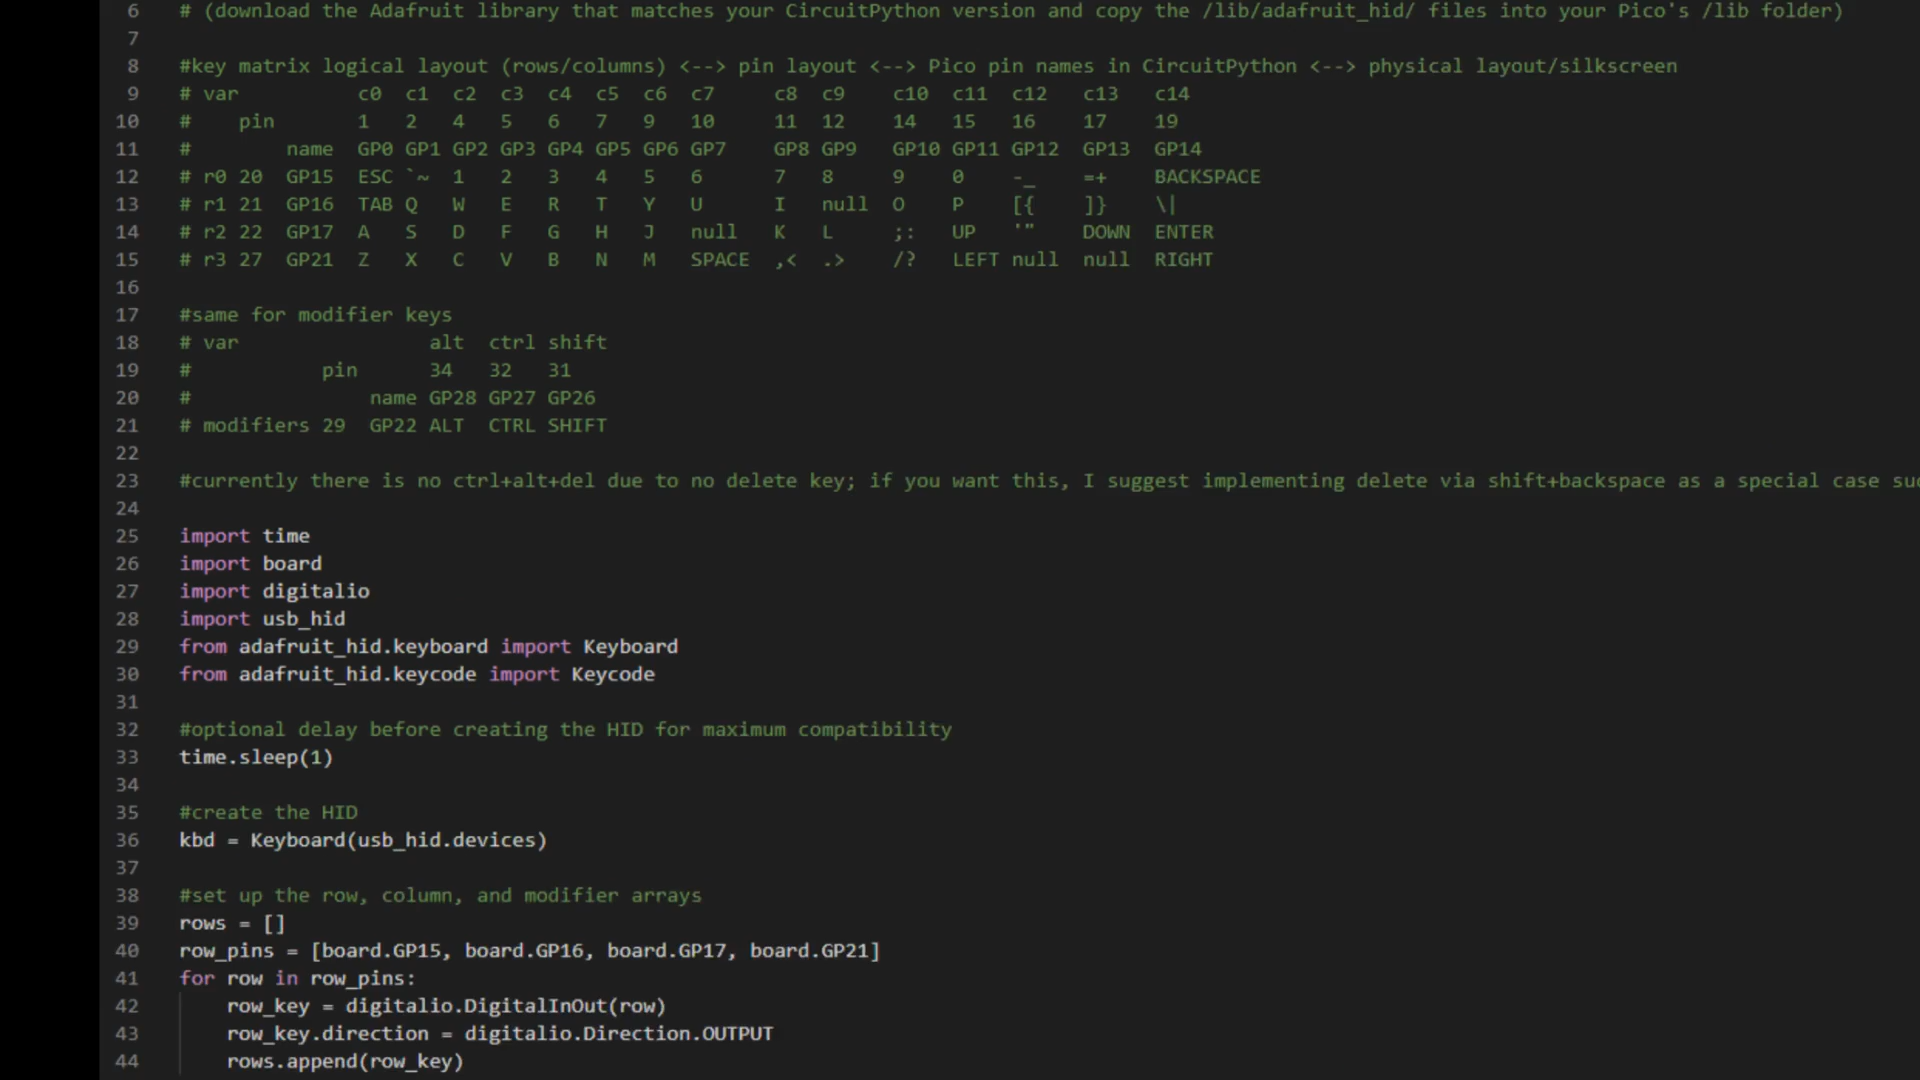 6 # (download the Adafruit library that matches your CircuitPython version and copy the /lib/adafruit_hid/ files into your Pico's /lib folder)
7
8 #key matrix logical layout (rows/columns) <--> pin layout <--> Pico pin names in CircuitPython <--> physical layout/silkscreen
9 # var          c0  c1  c2  c3  c4  c5  c6  c7     c8  c9    c10  c11  c12   c13   c14
10 #    pin       1   2   4   5   6   7   9   10     11  12    14   15   16    17    19
11 #        name  GP0 GP1 GP2 GP3 GP4 GP5 GP6 GP7    GP8 GP9   GP10 GP11 GP12  GP13  GP14
12 # r0 20  GP15  ESC `~  1   2   3   4   5   6      7   8     9    0    -_    =+    BACKSPACE
13 # r1 21  GP16  TAB Q   W   E   R   T   Y   U      I   null  O    P    [{    ]}    \|
14 # r2 22  GP17  A   S   D   F   G   H   J   null   K   L     ;:   UP   '"    DOWN  ENTER
15 # r3 27  GP21  Z   X   C   V   B   N   M   SPACE  ,<  .>    /?   LEFT null  null  RIGHT
16
17 #same for modifier keys
18 # var                alt  ctrl shift
19 #           pin      34   32   31
20 #               name GP28 GP27 GP26
21 # modifiers 29  GP22 ALT  CTRL SHIFT
22
23 #currently there is no ctrl+alt+del due to no delete key; if you want this, I suggest implementing delete via shift+backspace as a special case
24
25 import time
26 import board
27 import digitalio
28 import usb_hid
29 from adafruit_hid.keyboard import Keyboard
30 from adafruit_hid.keycode import Keycode
31
32 #optional delay before creating the HID for maximum compatibility
33 time.sleep(1)
34
35 #create the HID
36 kbd = Keyboard(usb_hid.devices)
37
38 #set up the row, column, and modifier arrays
39 rows = []
40 row_pins = [board.GP15, board.GP16, board.GP17, board.GP21]
41 for row in row_pins:
42     row_key = digitalio.DigitalInOut(row)
43     row_key.direction = digitalio.Direction.OUTPUT
44     rows.append(row_key)